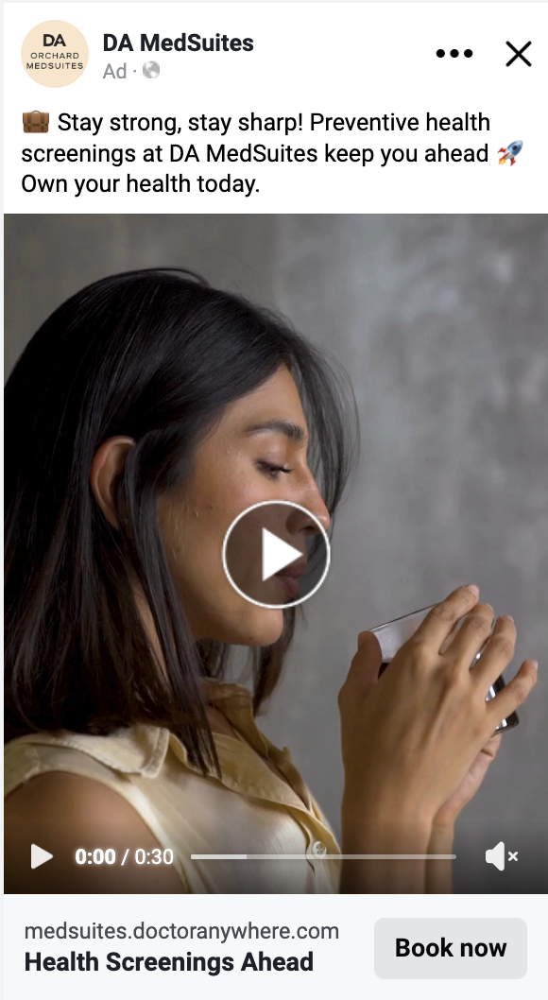 DA
ORCHARD
MEDSUITES
DA MedSuites
Ad ·
💼 Stay strong, stay sharp! Preventive health
screenings at DA MedSuites keep you ahead 🚀
Own your health today.
0:00 / 0:30
medsuites.doctoranywhere.com
Health Screenings Ahead
Book now